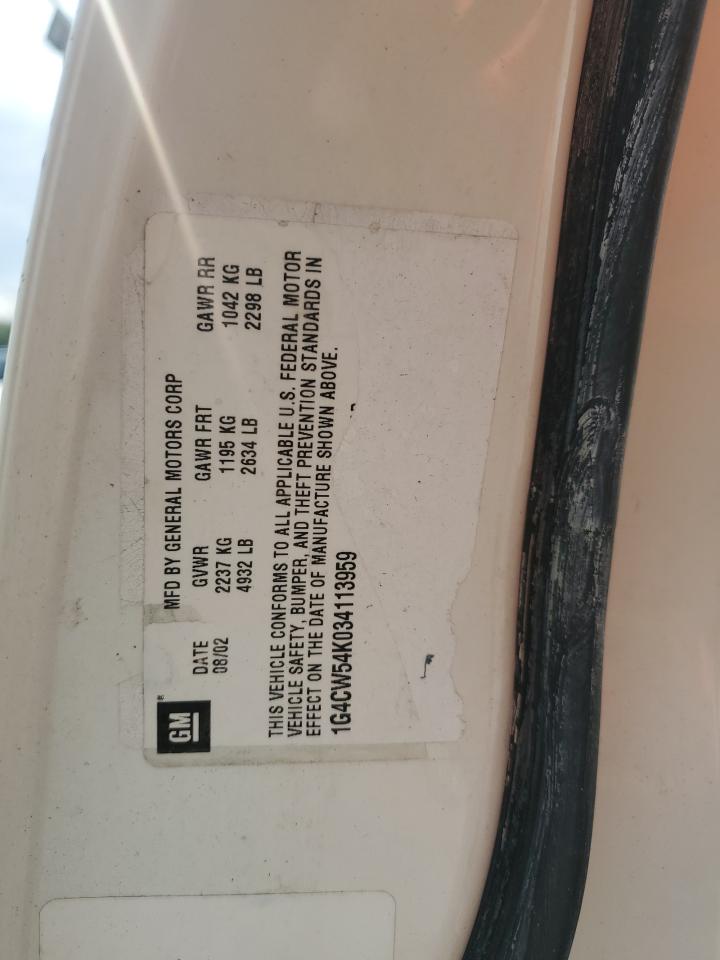 GM®
MFD BY GENERAL MOTORS CORP
DATE GVWR GAWR FRT GAWR RR
08/02 2237 KG 1195 KG 1042 KG
4932 LB 2634 LB 2298 LB
THIS VEHICLE CONFORMS TO ALL APPLICABLE U.S. FEDERAL MOTOR
VEHICLE SAFETY, BUMPER, AND THEFT PREVENTION STANDARDS IN
EFFECT ON THE DATE OF MANUFACTURE SHOWN ABOVE.
1G4CW54K034113959